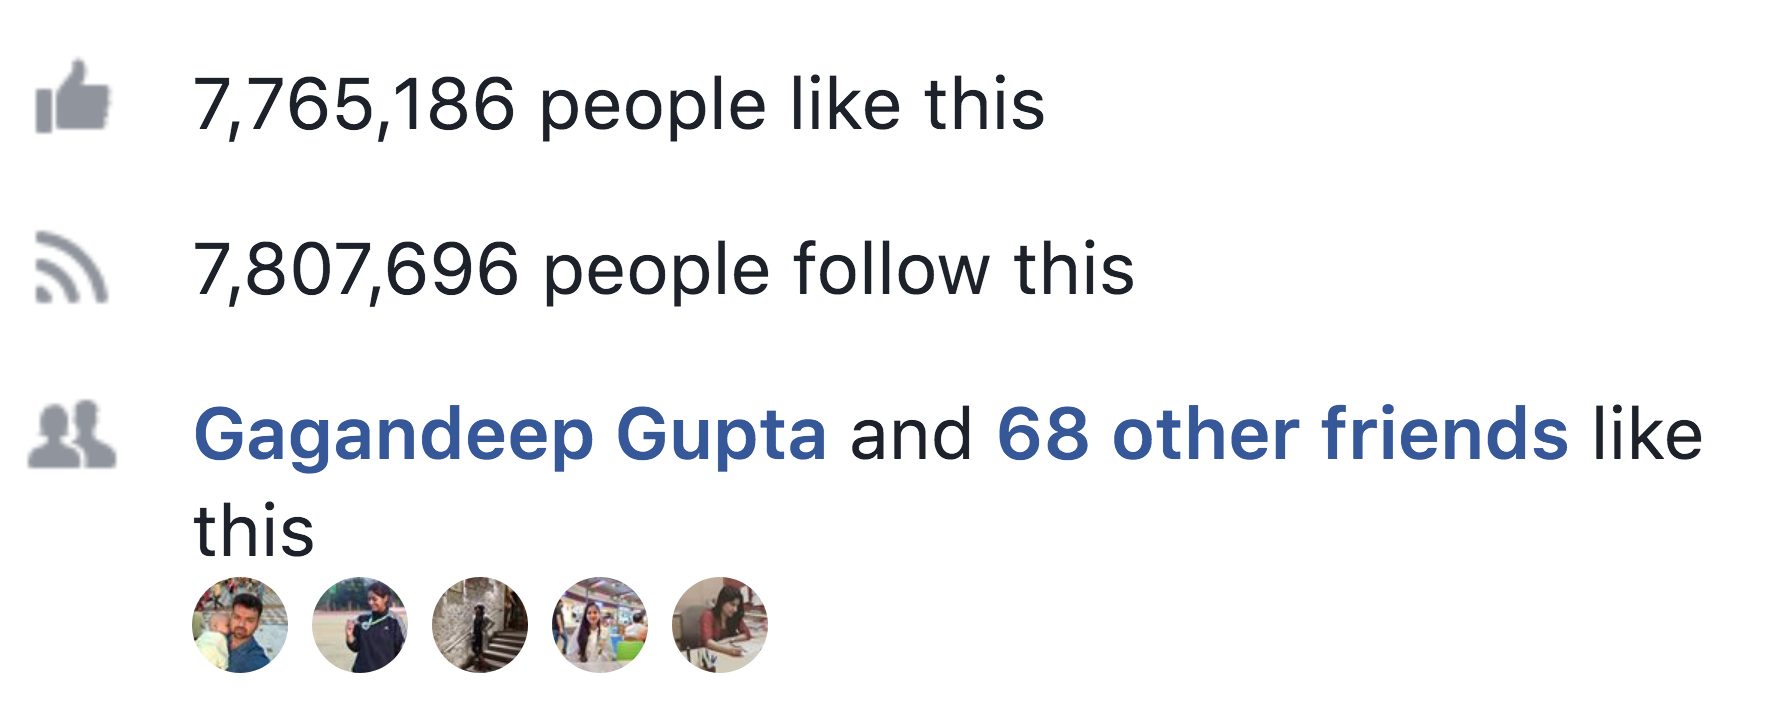 7,765,186 people like this
7,807,696 people follow this
Gagandeep Gupta and 68 other friends like
this